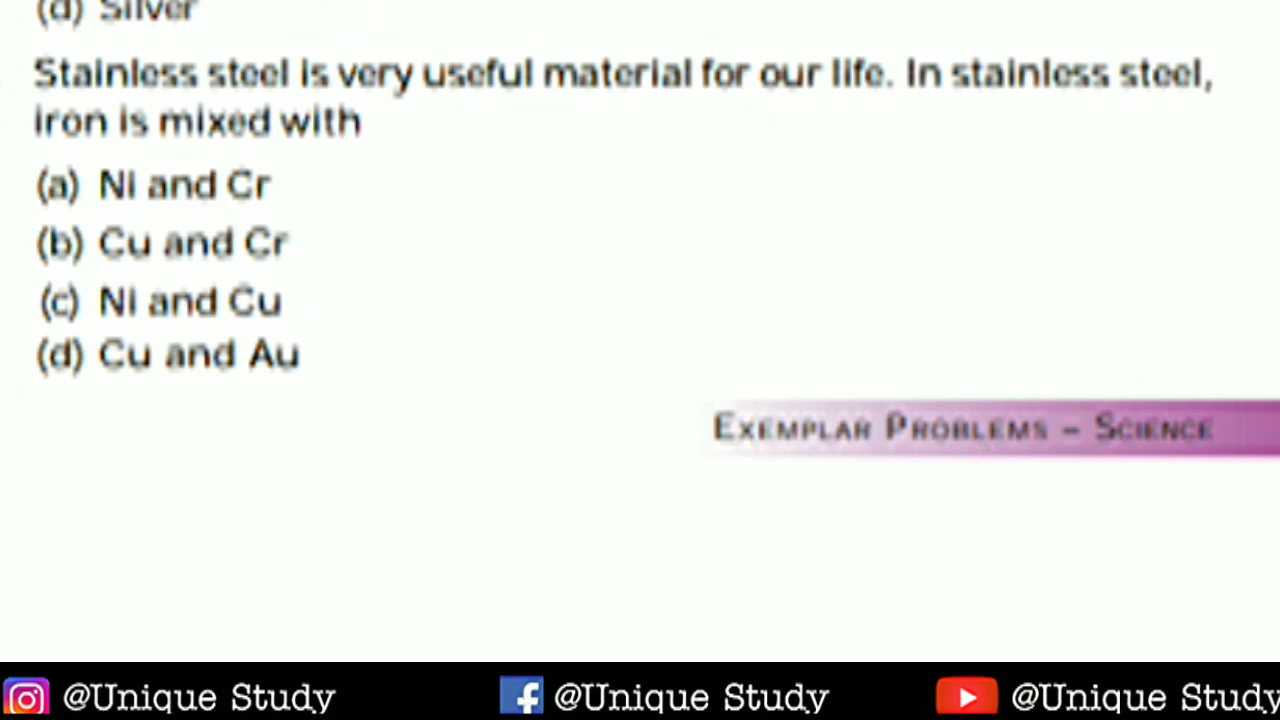 (d) Silver
Stainless steel is very useful material for our life. In stainless steel,
iron is mixed with
(a) Ni and Cr
(b) Cu and Cr
(c) Ni and Cu
(d) Cu and Au
EXEMPLAR PROBLEMS – SCIENCE
@Unique Study @Unique Study @Unique Study